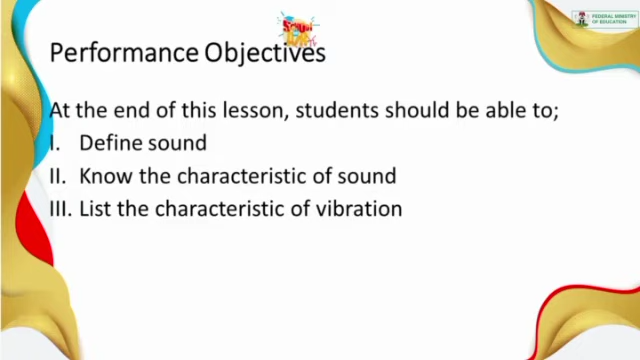 FEDERAL MINISTRY
OF EDUCATION
Performance Objectives
At the end of this lesson, students should be able to;
I. Define sound
II. Know the characteristic of sound
III. List the characteristic of vibration